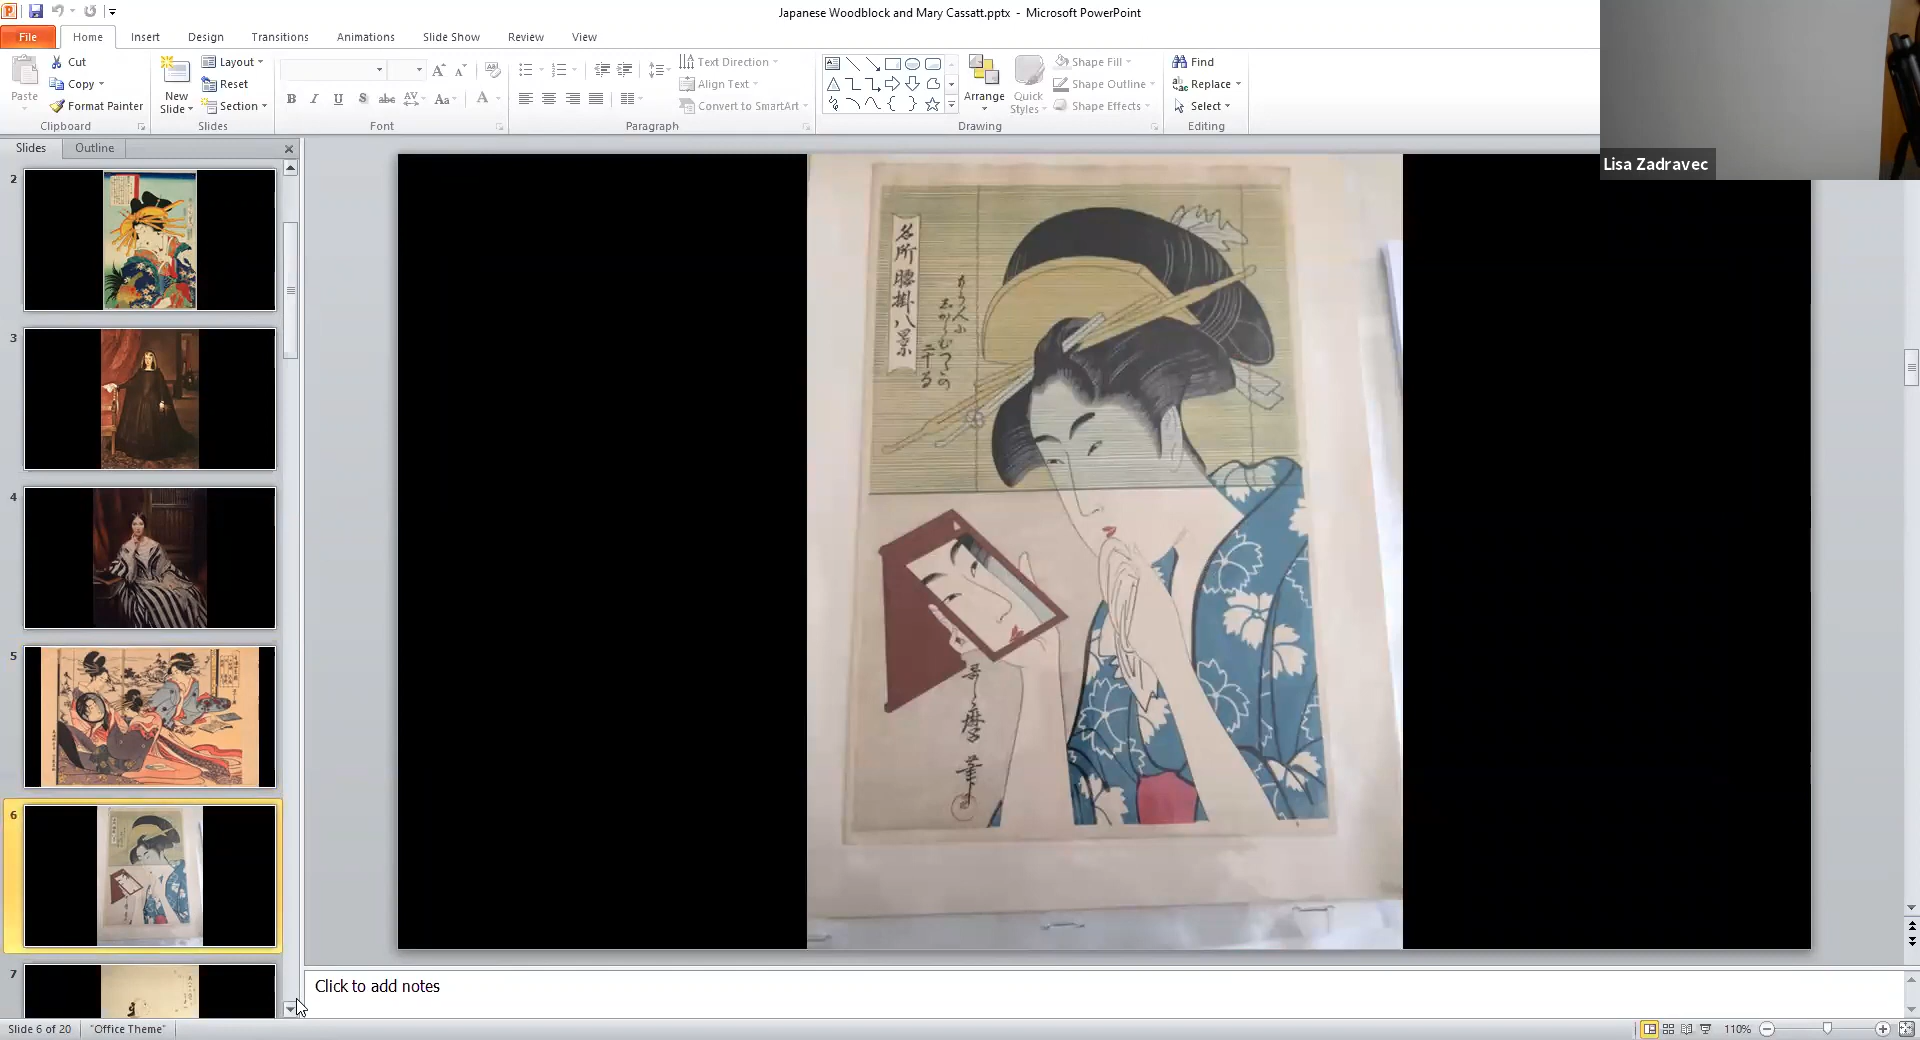 Japanese Woodblock and Mary Cassatt.pptx - Microsoft PowerPoint
File
Home
Insert
Design
Transitions
Animations
Slide Show
Review
View
Paste
Cut
Copy
Format Painter
Clipboard
New
Slide
Layout
Reset
Section
Slides
B
I
U
S
abc
AV
Aa
A
A
A
Font
Text Direction
Align Text
Convert to SmartArt
Paragraph
Arrange
Quick
Styles
Shape Fill
Shape Outline
Shape Effects
Drawing
Find
Replace
Select
Editing
Lisa Zadravec
Slides
Outline
2
3
4
5
6
7
名所腰掛八景
哥麿筆
Click to add notes
Slide 6 of 20
"Office Theme"
110%